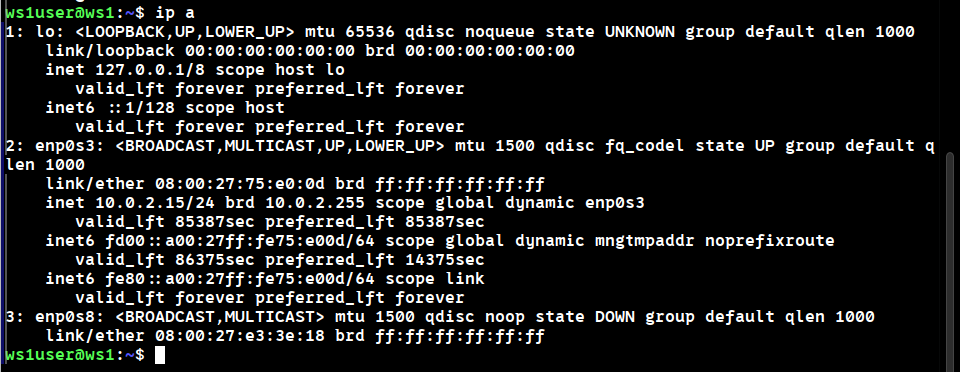 ws1user@ws1:~$ ip a
1: lo: <LOOPBACK,UP,LOWER_UP> mtu 65536 qdisc noqueue state UNKNOWN group default qlen 1000
    link/loopback 00:00:00:00:00:00 brd 00:00:00:00:00:00
    inet 127.0.0.1/8 scope host lo
       valid_lft forever preferred_lft forever
    inet6 ::1/128 scope host
       valid_lft forever preferred_lft forever
2: enp0s3: <BROADCAST,MULTICAST,UP,LOWER_UP> mtu 1500 qdisc fq_codel state UP group default q
len 1000
    link/ether 08:00:27:75:e0:0d brd ff:ff:ff:ff:ff:ff
    inet 10.0.2.15/24 brd 10.0.2.255 scope global dynamic enp0s3
       valid_lft 85387sec preferred_lft 85387sec
    inet6 fd00::a00:27ff:fe75:e00d/64 scope global dynamic mngtmpaddr noprefixroute
       valid_lft 86375sec preferred_lft 14375sec
    inet6 fe80::a00:27ff:fe75:e00d/64 scope link
       valid_lft forever preferred_lft forever
3: enp0s8: <BROADCAST,MULTICAST> mtu 1500 qdisc noop state DOWN group default qlen 1000
    link/ether 08:00:27:e3:3e:18 brd ff:ff:ff:ff:ff:ff
ws1user@ws1:~$